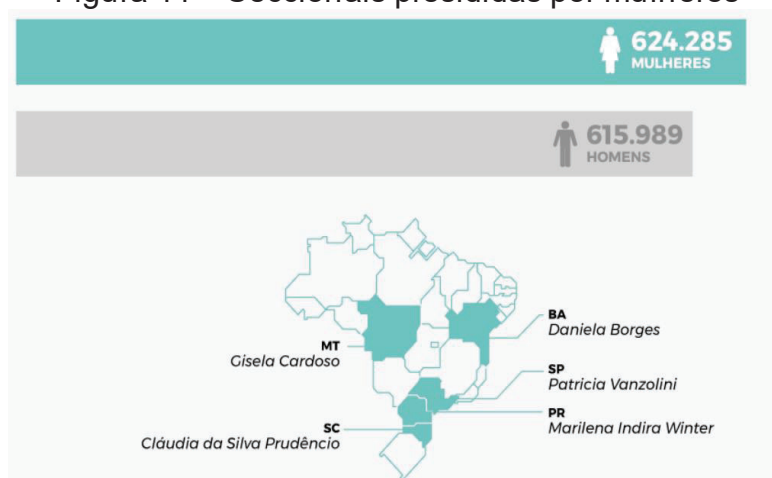 624.285
MULHERES
615.989
HOMENS
BA
Daniela Borges
MT
Gisela Cardoso
SP
Patricia Vanzolini
PR
Marilena Indira Winter
SC
Cláudia da Silva Prudêncio